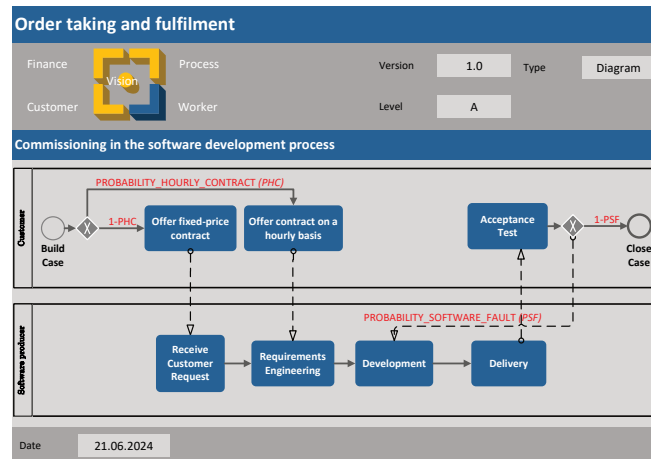 Order taking and fulfilment
Finance
Process
Vision
Customer
Worker
Version
1.0
Type
Diagram
Level
A
Commissioning in the software development process
Customer
PROBABILITY_HOURLY_CONTRACT (PHC)
1-PHC
Build
Case
Offer fixed-price
contract
Offer contract on a
hourly basis
Acceptance
Test
1-PSF
Close
Case
Software producer
PROBABILITY_SOFTWARE_FAULT (PSF)
Receive
Customer
Request
Requirements
Engineering
Development
Delivery
Date
21.06.2024